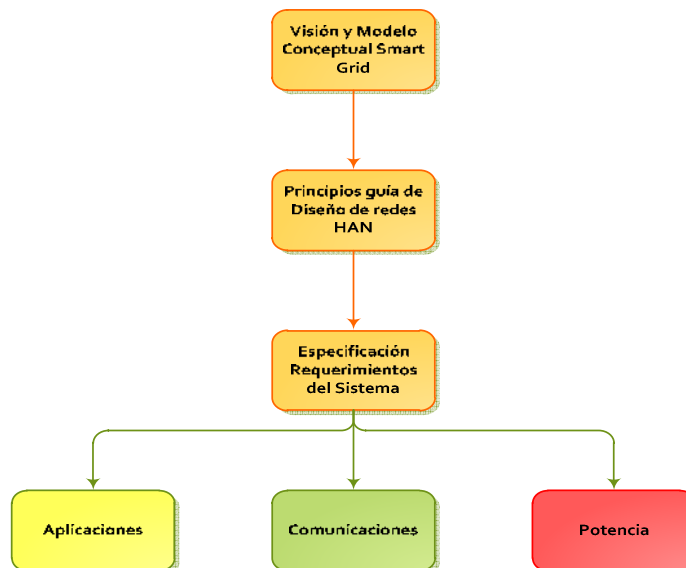 Visión y Modelo
Conceptual Smart
Grid
Principios guía de
Diseño de redes
HAN
Especificación
Requerimientos
del Sistema
Aplicaciones
Comunicaciones
Potencia